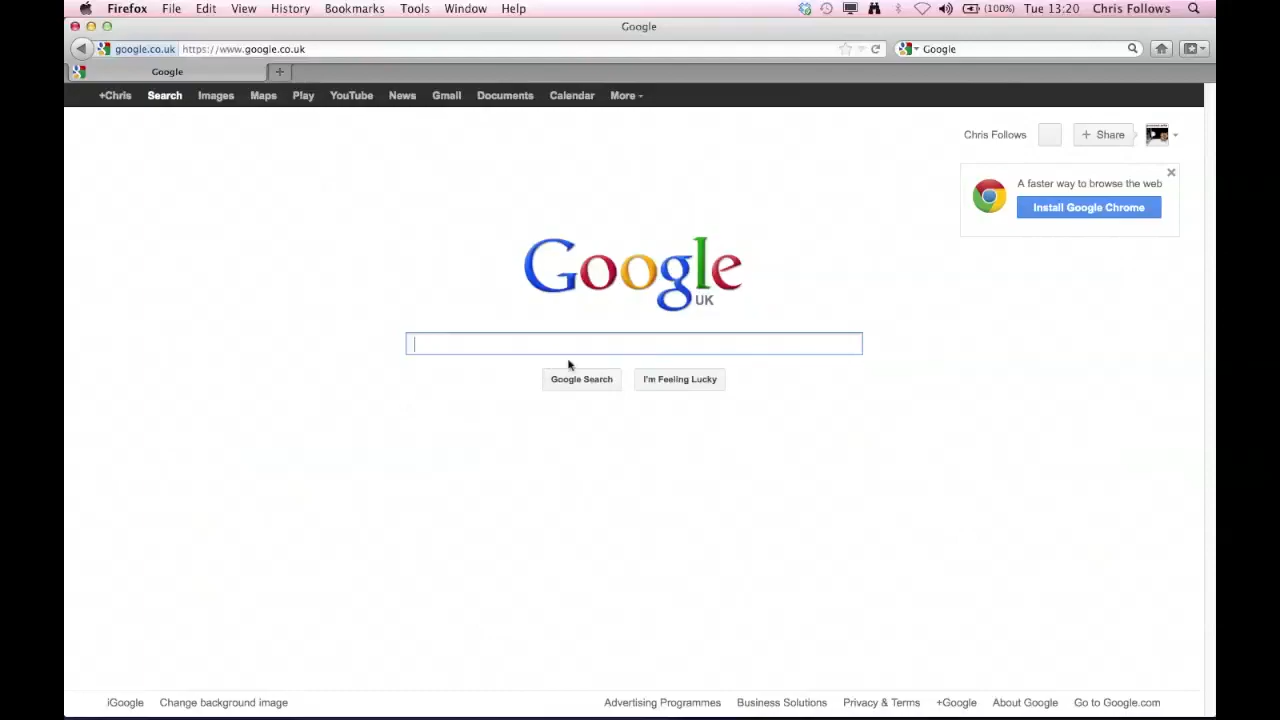 Firefox File Edit View History Bookmarks Tools Window Help (100%) Tue 13:20 Chris Follows
Google
google.co.uk https://www.google.co.uk Google
Google
+Chris Search Images Maps Play YouTube News Gmail Documents Calendar More
Chris Follows + Share
A faster way to browse the web
Install Google Chrome
Google
UK
Google Search I'm Feeling Lucky
iGoogle Change background image Advertising Programmes Business Solutions Privacy & Terms +Google About Google Go to Google.com